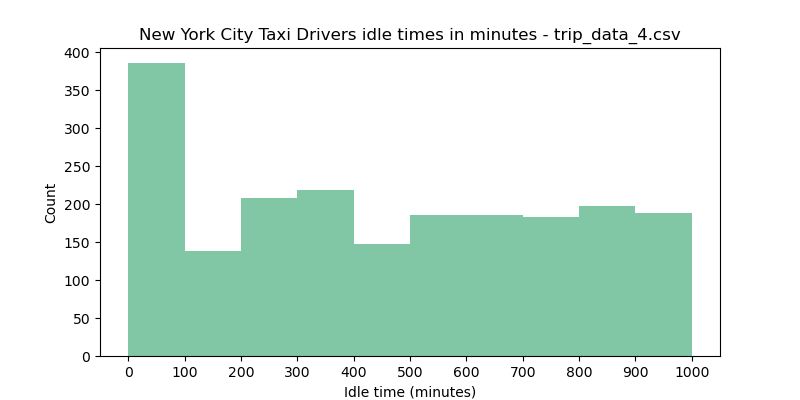 New York City Taxi Drivers idle times in minutes - trip_data_4.csv
400
350
300
250
200
150
100
50
0
Count
0 100 200 300 400 500 600 700 800 900 1000
Idle time (minutes)